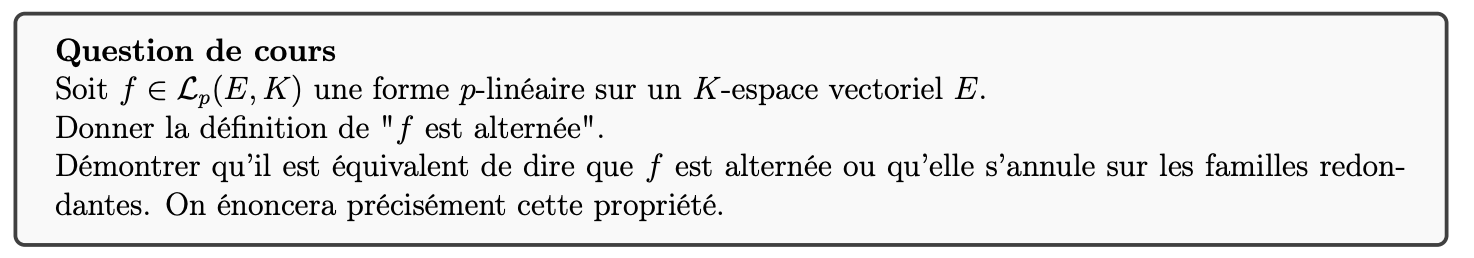 Question de cours
Soit $f \in \mathcal{L}_p(E, K)$ une forme $p$-linéaire sur un $K$-espace vectoriel $E$.
Donner la définition de "$f$ est alternée".
Démontrer qu'il est équivalent de dire que $f$ est alternée ou qu'elle s'annule sur les familles redon-
dantes. On énoncera précisément cette propriété.